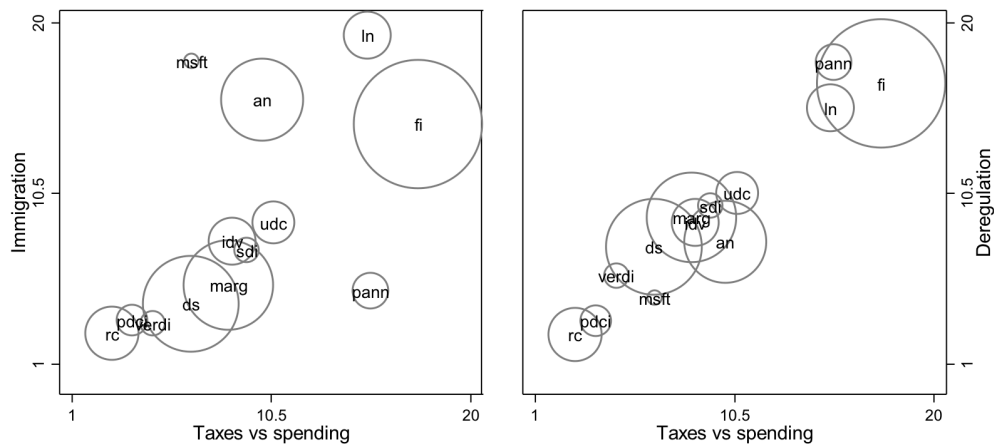 20
10.5
1
Immigration
ln
msft
an
fi
udc
idv
sdi
marg
pann
ds
pdci
verdi
rc
1
10.5
20
Taxes vs spending
pann
fi
ln
udc
sdi
marg
idv
an
ds
verdi
msft
pdci
rc
20
10.5
1
Deregulation
1
10.5
20
Taxes vs spending